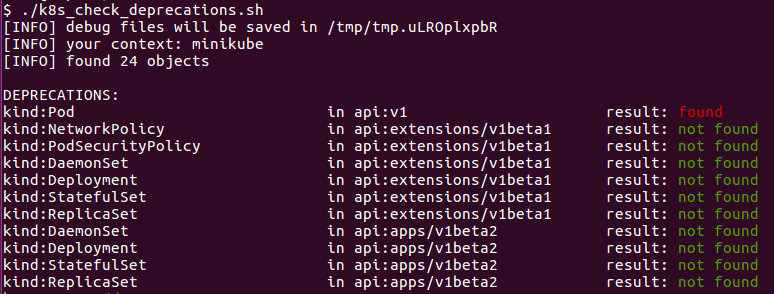 $ ./k8s_check_deprecations.sh
[INFO] debug files will be saved in /tmp/tmp.uLROplxpbR
[INFO] your context: minikube
[INFO] found 24 objects
DEPRECATIONS:
kind:Pod in api:v1 result: found
kind:NetworkPolicy in api:extensions/v1beta1 result: not found
kind:PodSecurityPolicy in api:extensions/v1beta1 result: not found
kind:DaemonSet in api:extensions/v1beta1 result: not found
kind:Deployment in api:extensions/v1beta1 result: not found
kind:StatefulSet in api:extensions/v1beta1 result: not found
kind:ReplicaSet in api:extensions/v1beta1 result: not found
kind:DaemonSet in api:apps/v1beta2 result: not found
kind:Deployment in api:apps/v1beta2 result: not found
kind:StatefulSet in api:apps/v1beta2 result: not found
kind:ReplicaSet in api:apps/v1beta2 result: not found